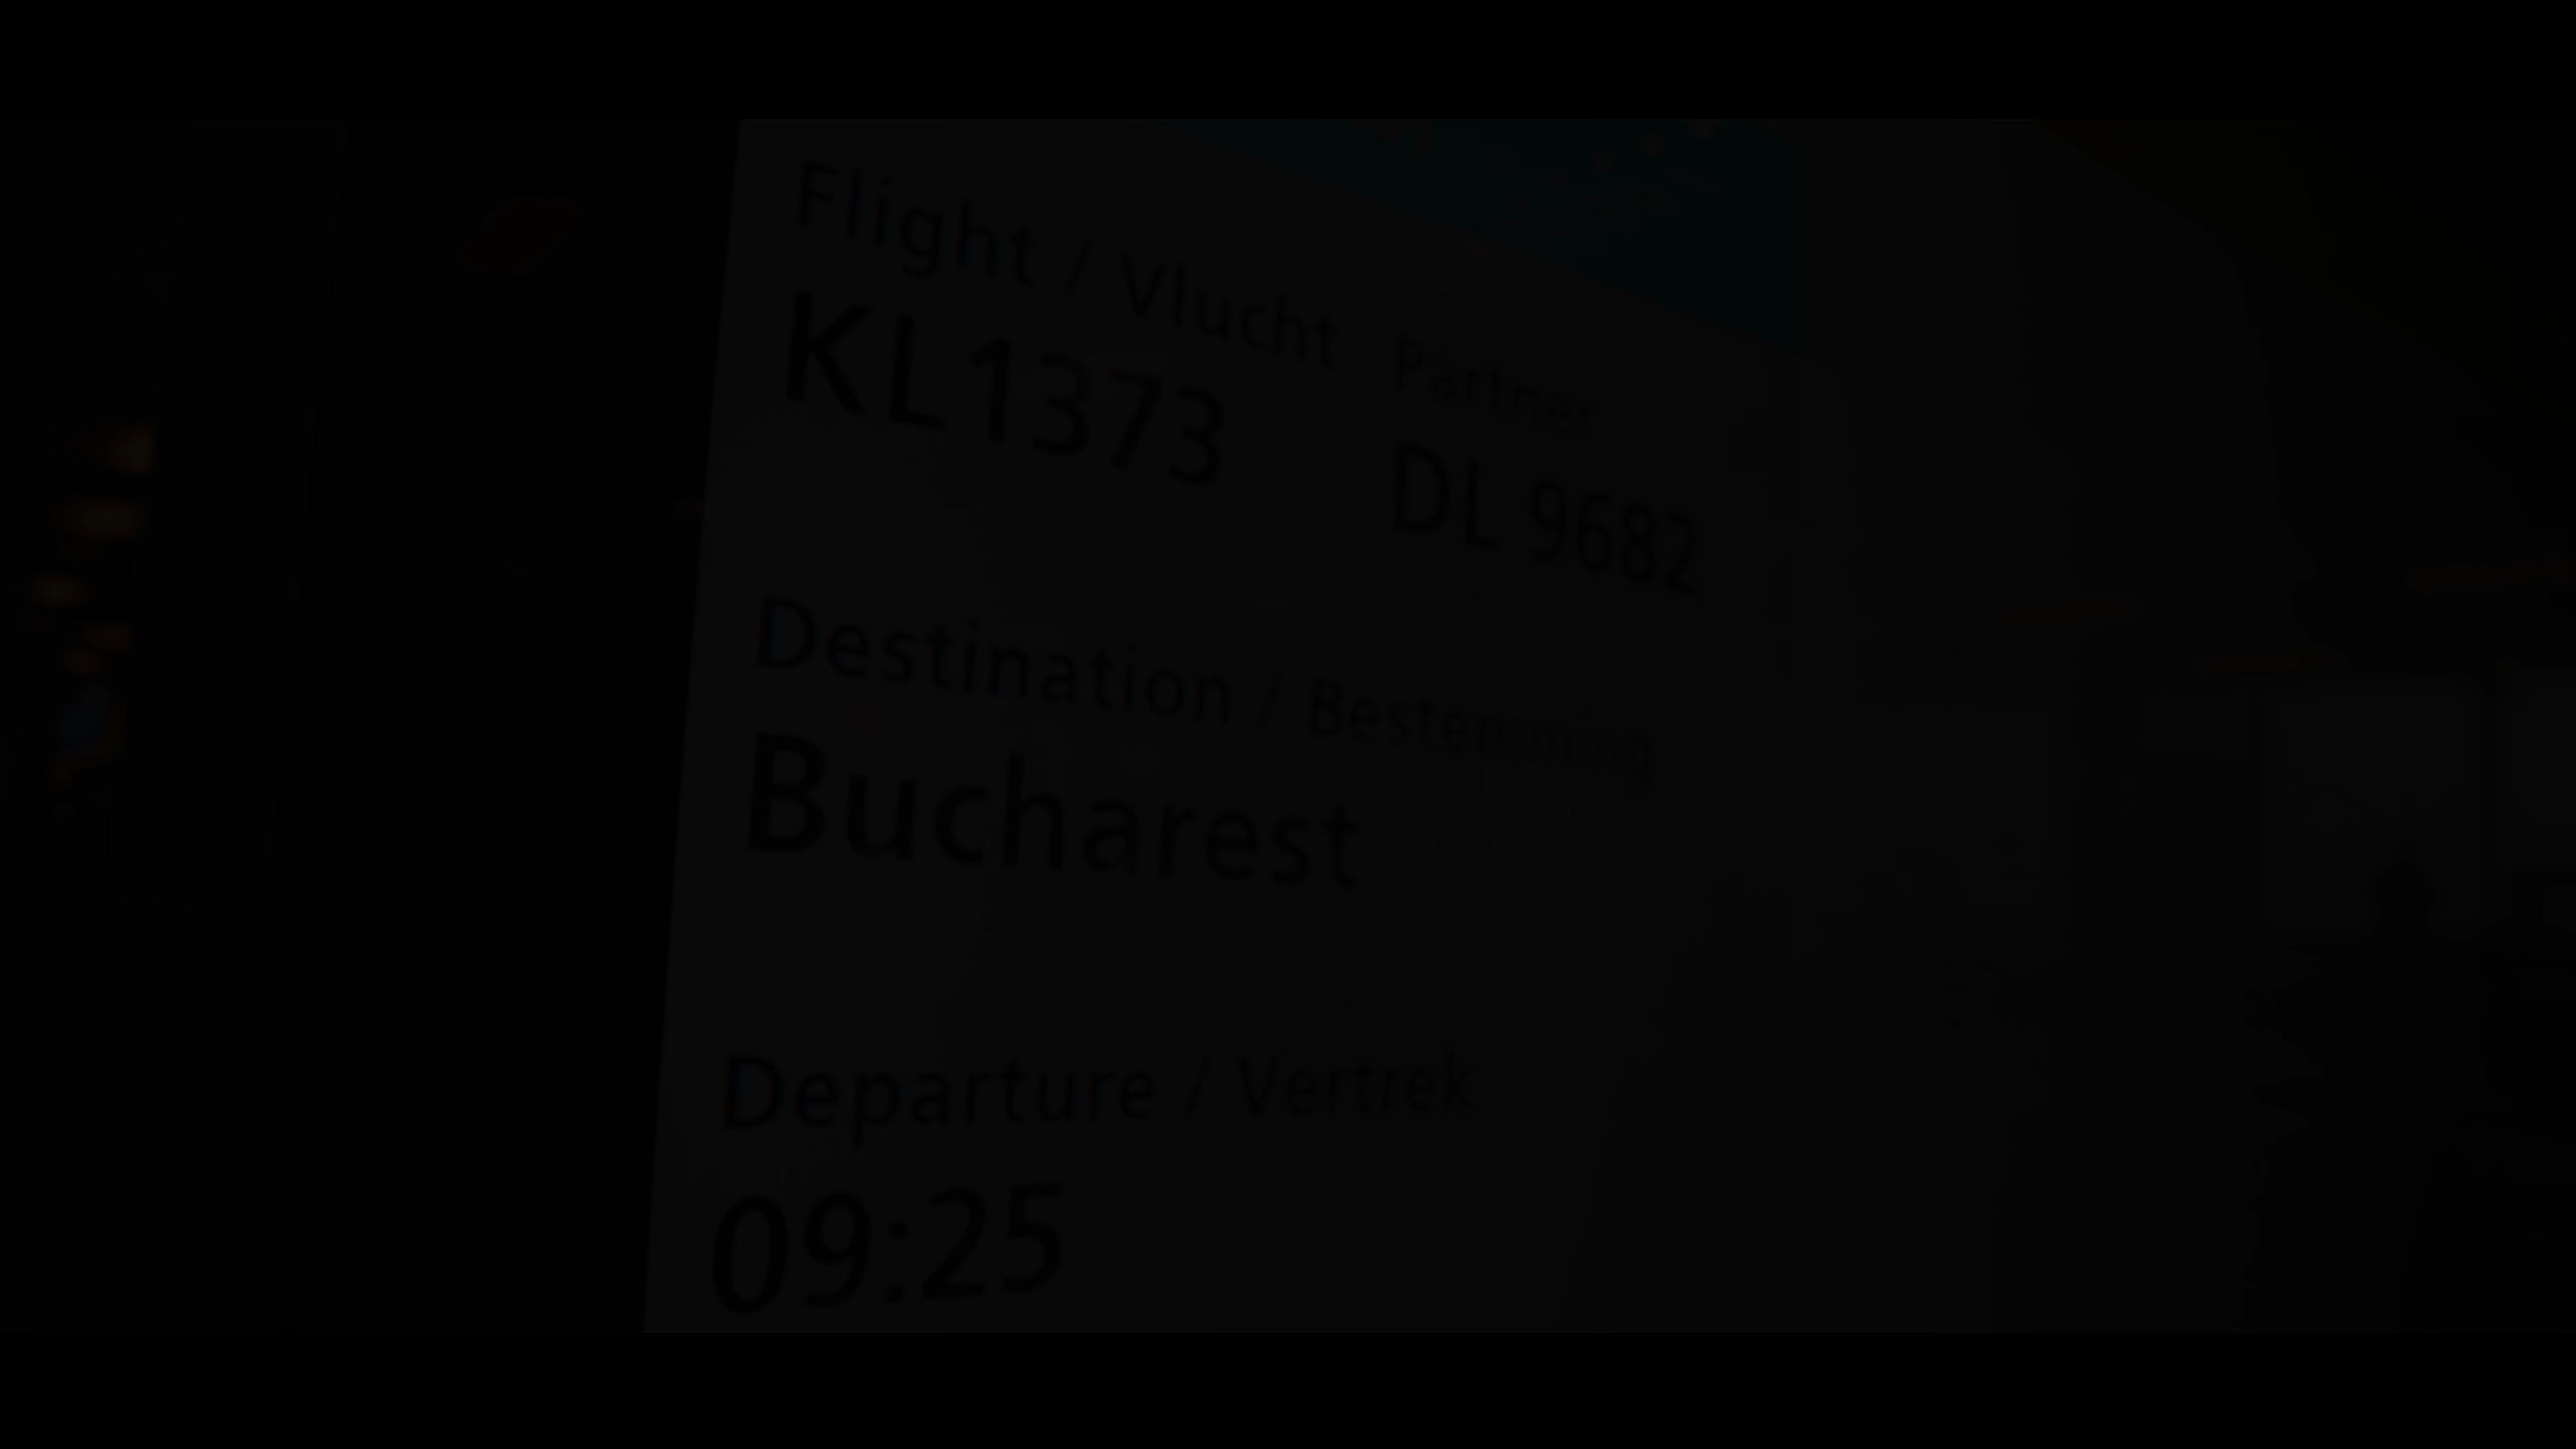 Flight / Vlucht Partner
KL1373 DL 9682
Destination / Bestemming
Bucharest
Departure / Vertrek
09:25